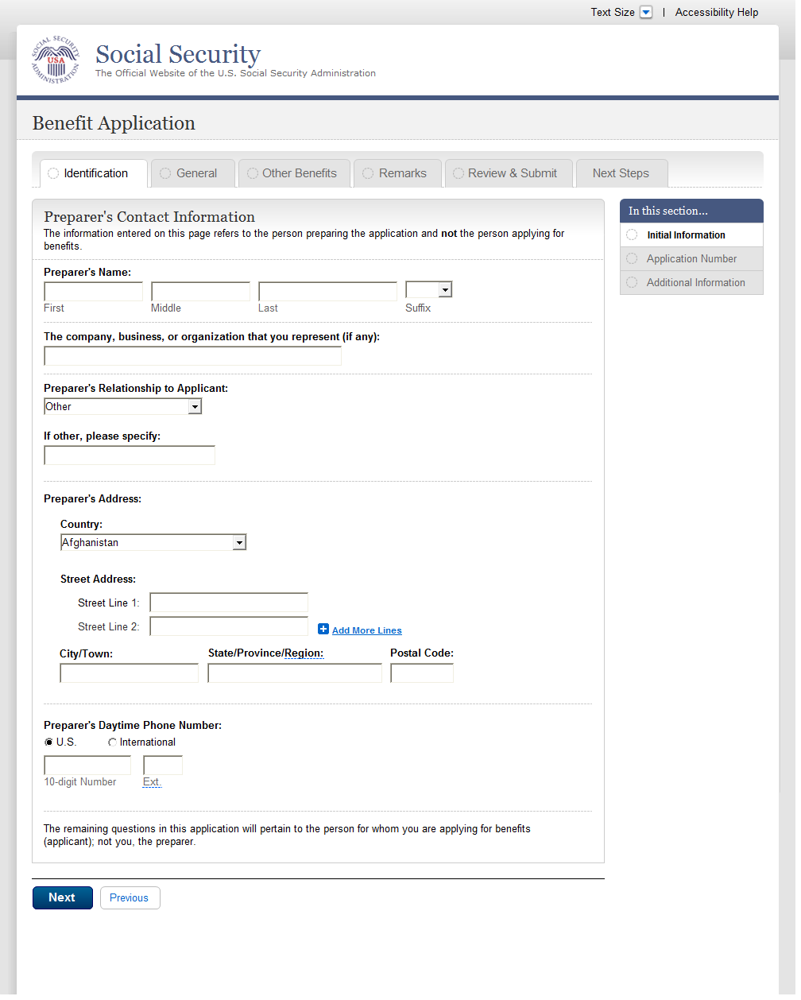 Text Size | Accessibility Help
SOCIAL SECURITY ADMINISTRATION
USA
Social Security
The Official Website of the U.S. Social Security Administration
Benefit Application
Identification General Other Benefits Remarks Review & Submit Next Steps
Preparer's Contact Information
The information entered on this page refers to the person preparing the application and not the person applying for
benefits.
Preparer's Name:
First Middle Last Suffix
The company, business, or organization that you represent (if any):
Preparer's Relationship to Applicant:
Other
If other, please specify:
Preparer's Address:
Country:
Afghanistan
Street Address:
Street Line 1:
Street Line 2:
Add More Lines
City/Town: State/Province/Region: Postal Code:
Preparer's Daytime Phone Number:
U.S. International
10-digit Number Ext.
The remaining questions in this application will pertain to the person for whom you are applying for benefits
(applicant); not you, the preparer.
Next Previous
In this section...
Initial Information
Application Number
Additional Information